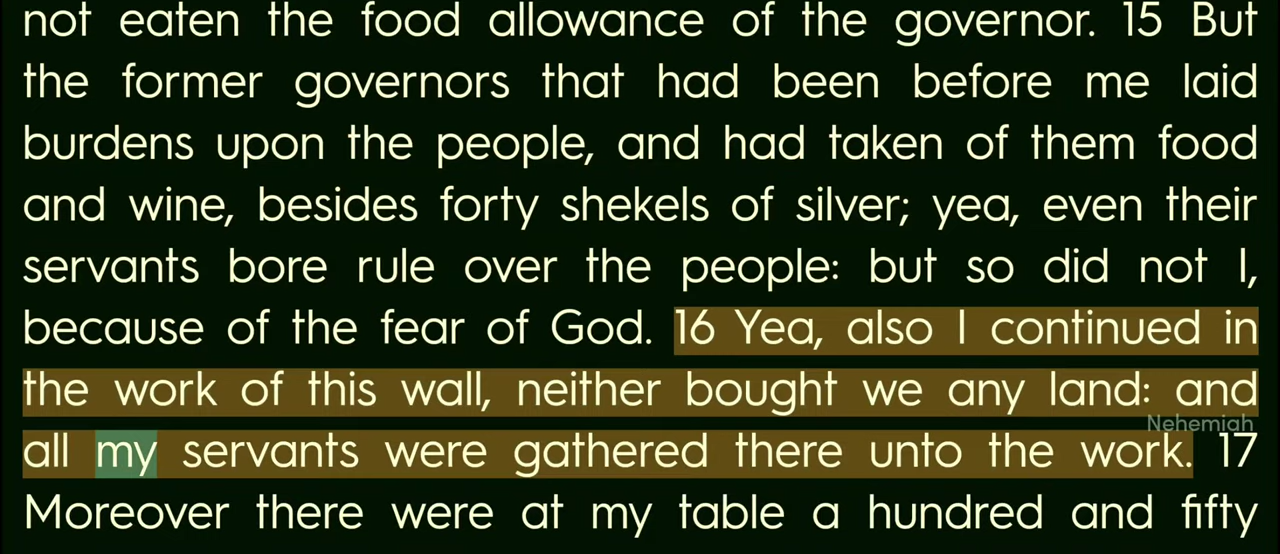 not eaten the food allowance of the governor. 15 But
the former governors that had been before me laid
burdens upon the people, and had taken of them food
and wine, besides forty shekels of silver; yea, even their
servants bore rule over the people: but so did not I,
because of the fear of God. 16 Yea, also I continued in
the work of this wall, neither bought we any land: and
Nehemiah
all my servants were gathered there unto the work. 17
Moreover there were at my table a hundred and fifty